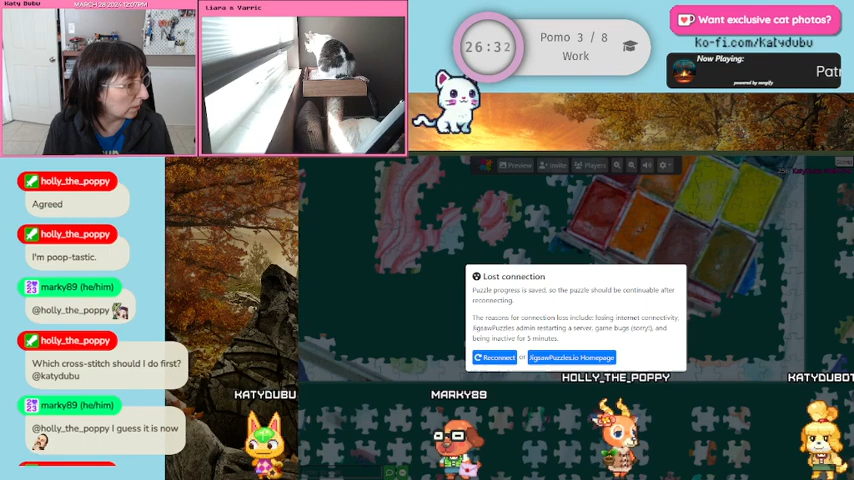 Katy Dubu
MARCH 28 2024 12:07PM
Liara n Varric
26:32
Pomo 3 / 8
Work
Want exclusive cat photos?
ko-fi.com/katydubu
Now Playing:
Patr
powered by songify
holly_the_poppy
Agreed
holly_the_poppy
I'm poop-tastic.
marky89 (he/him)
@holly_the_poppy
holly_the_poppy
Which cross-stitch should I do first?
@katydubu
marky89 (he/him)
@holly_the_poppy I guess it is now
Preview
Invite
Players
Lost connection
Puzzle progress is saved, so the puzzle should be continuable after
reconnecting.
The reasons for connection loss include: losing internet connectivity,
JigsawPuzzles admin restarting a server, game bugs (sorry!), and
being inactive for 5 minutes.
Reconnect or JigsawPuzzles.io Homepage
KATYDUBU
MARKY89
HOLLY_THE_POPPY
KATYDUBOT